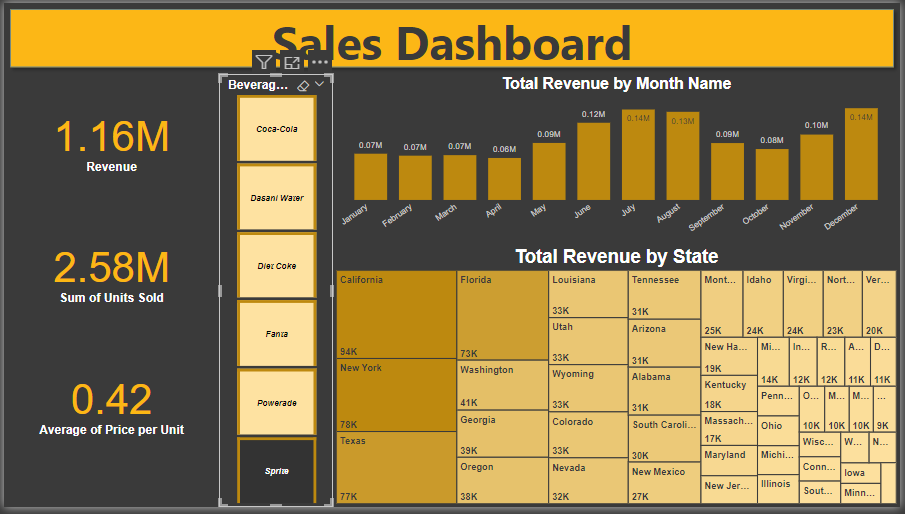 Sales Dashboard
Beverag...
Coca-Cola
Dasani Water
Diet Coke
Fanta
Powerade
Sprite
1.16M
Revenue
2.58M
Sum of Units Sold
0.42
Average of Price per Unit
Total Revenue by Month Name
0.07M
0.07M
0.07M
0.06M
0.09M
0.12M
0.14M
0.13M
0.09M
0.08M
0.10M
0.14M
January
February
March
April
May
June
July
August
September
October
November
December
Total Revenue by State
California
94K
New York
78K
Texas
77K
Florida
73K
Washington
41K
Georgia
39K
Oregon
38K
Louisiana
33K
Utah
33K
Wyoming
33K
Colorado
33K
Nevada
32K
Tennessee
31K
Arizona
31K
Alabama
31K
South Caroli...
30K
New Mexico
27K
Mont...
25K
Idaho
24K
Virgi...
24K
Nort...
23K
Ver...
20K
New Ha...
19K
Kentucky
18K
Massach...
17K
Maryland
New Jer...
Mi...
14K
In...
12K
R...
12K
A...
11K
D...
11K
Penn...
Ohio
Michi...
Illinois
O...
10K
M...
10K
M...
10K
...
9K
Wisc...
Conn...
Sout...
W...
N...
Iowa
Minn...